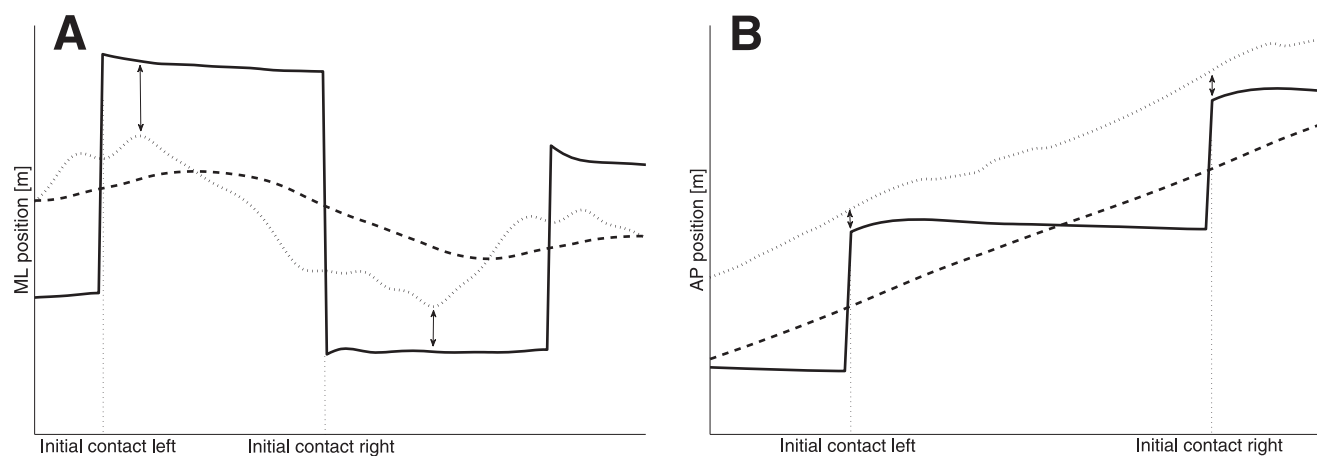 A
ML position [m]
Initial contact left
Initial contact right
B
AP position [m]
Initial contact left
Initial contact right